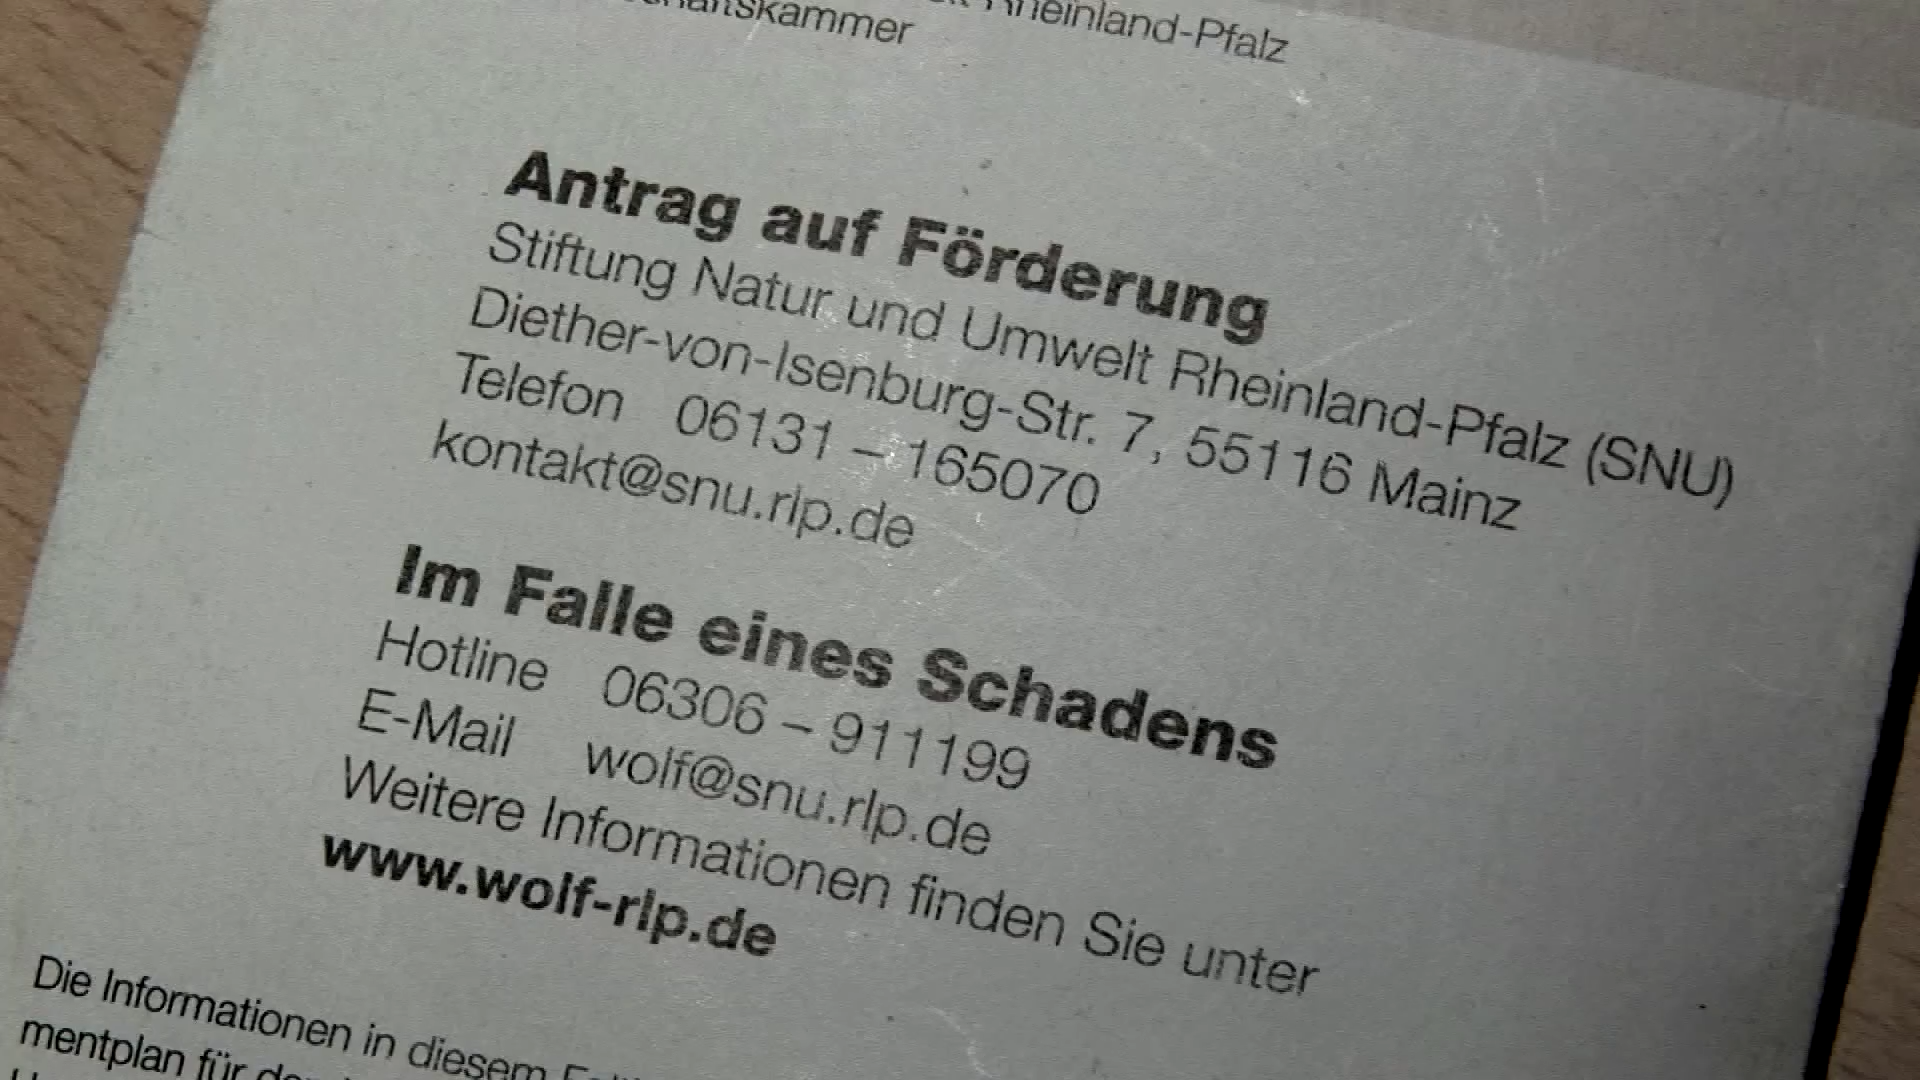 Rheinland-Pfalz
Antrag auf Förderung
Stiftung Natur und Umwelt Rheinland-Pfalz (SNU)
Diether-von-Isenburg-Str. 7, 55116 Mainz
Telefon 06131 – 165070
kontakt@snu.rlp.de
Im Falle eines Schadens
Hotline 06306 – 911199
E-Mail wolf@snu.rlp.de
Weitere Informationen finden Sie unter
www.wolf-rlp.de
Die Informationen in diesem
mentplan für